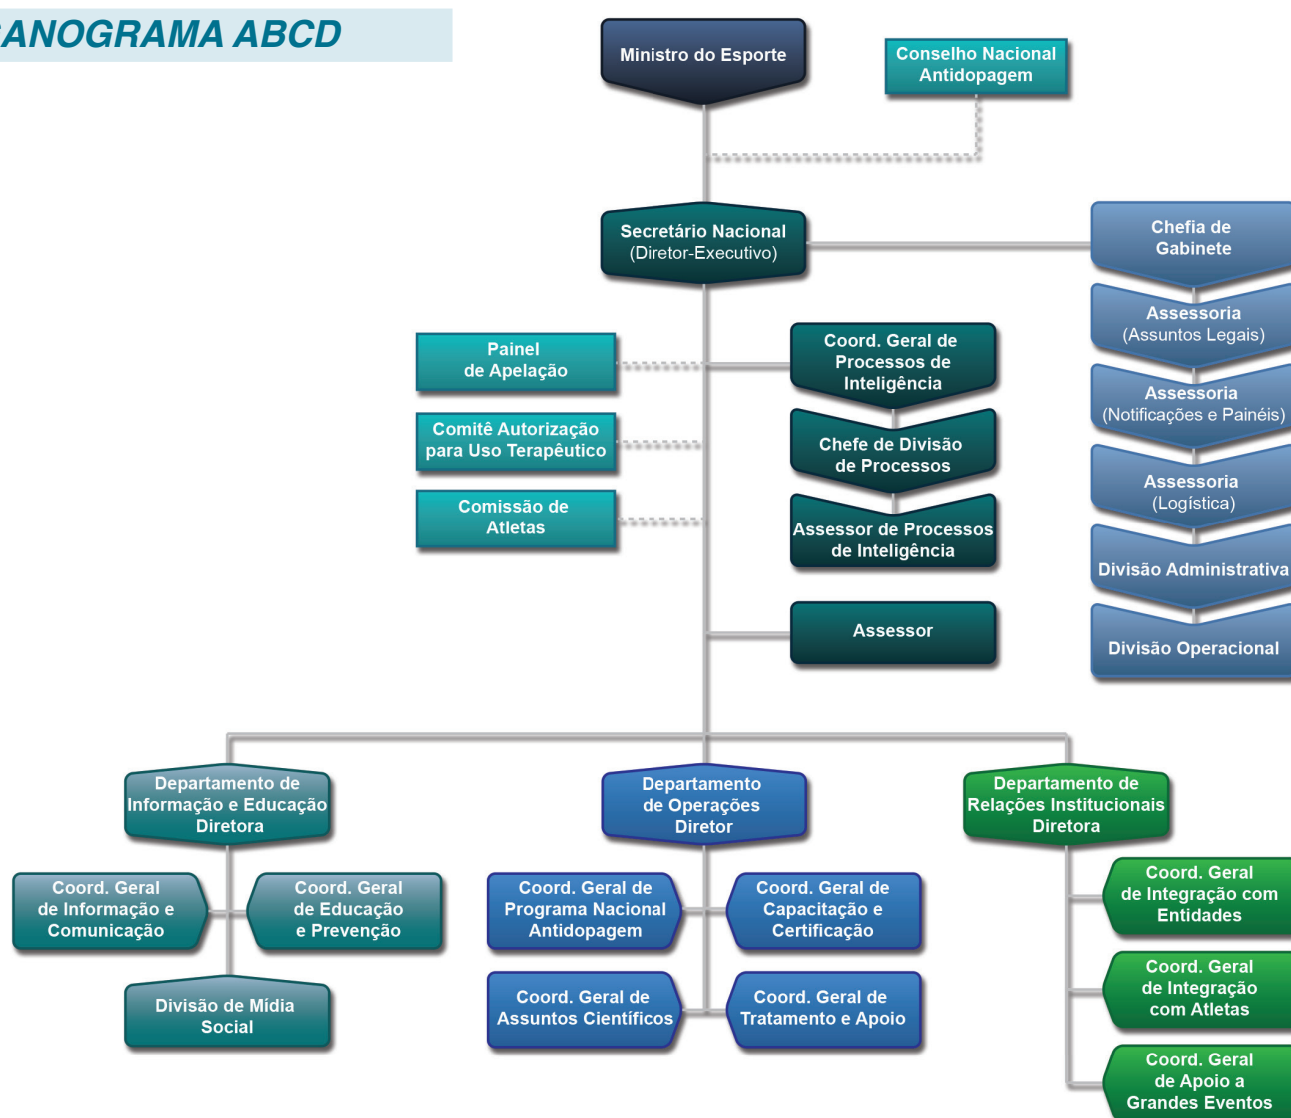 ANOGRAMA ABCD
Ministro do Esporte
Conselho Nacional
Antidopagem
Secretário Nacional
(Diretor-Executivo)
Chefia de
Gabinete
Assessoria
(Assuntos Legais)
Assessoria
(Notificações e Painéis)
Assessoria
(Logística)
Divisão Administrativa
Divisão Operacional
Painel
de Apelação
Comitê Autorização
para Uso Terapêutico
Comissão de
Atletas
Coord. Geral de
Processos de
Inteligência
Chefe de Divisão
de Processos
Assessor de Processos
de Inteligência
Assessor
Departamento de
Informação e Educação
Diretora
Coord. Geral
de Informação e
Comunicação
Coord. Geral
de Educação
e Prevenção
Divisão de Mídia
Social
Departamento
de Operações
Diretor
Coord. Geral de
Programa Nacional
Antidopagem
Coord. Geral de
Capacitação e
Certificação
Coord. Geral de
Assuntos Científicos
Coord. Geral de
Tratamento e Apoio
Departamento de
Relações Institucionais
Diretora
Coord. Geral
de Integração com
Entidades
Coord. Geral
de Integração
com Atletas
Coord. Geral
de Apoio a
Grandes Eventos